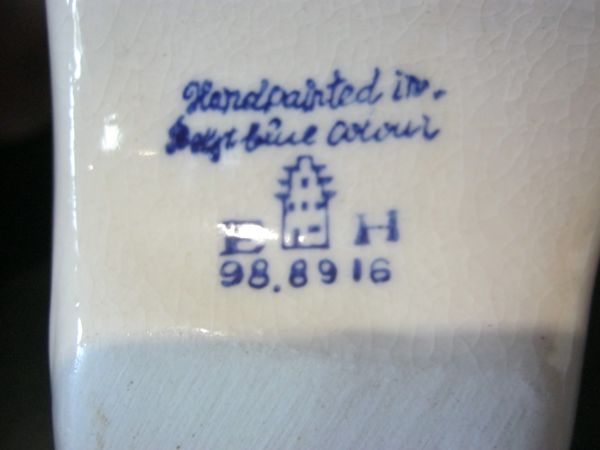 Handpainted in.
Delft blue colour
E H
98.8916